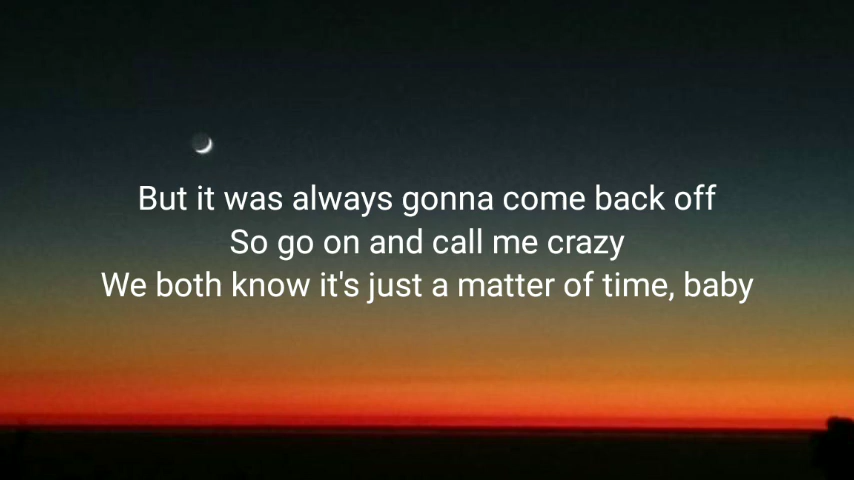 But it was always gonna come back off
So go on and call me crazy
We both know it's just a matter of time, baby